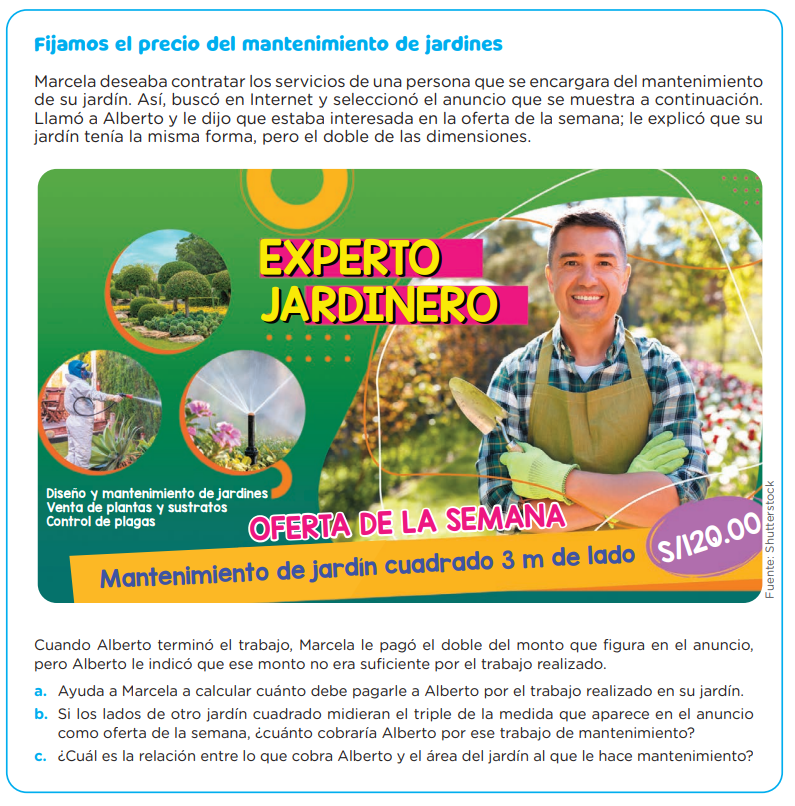 Fijamos el precio del mantenimiento de jardines
Marcela deseaba contratar los servicios de una persona que se encargara del mantenimiento
de su jardín. Así, buscó en Internet y seleccionó el anuncio que se muestra a continuación.
Llamó a Alberto y le dijo que estaba interesada en la oferta de la semana; le explicó que su
jardín tenía la misma forma, pero el doble de las dimensiones.
EXPERTO
JARDINERO
Diseño y mantenimiento de jardines
Venta de plantas y sustratos
Control de plagas
OFERTA DE LA SEMANA
Mantenimiento de jardín cuadrado 3 m de lado
S/120.00
Fuente: Shutterstock
Cuando Alberto terminó el trabajo, Marcela le pagó el doble del monto que figura en el anuncio,
pero Alberto le indicó que ese monto no era suficiente por el trabajo realizado.
a. Ayuda a Marcela a calcular cuánto debe pagarle a Alberto por el trabajo realizado en su jardín.
b. Si los lados de otro jardín cuadrado midieran el triple de la medida que aparece en el anuncio
como oferta de la semana, ¿cuánto cobraría Alberto por ese trabajo de mantenimiento?
c. ¿Cuál es la relación entre lo que cobra Alberto y el área del jardín al que le hace mantenimiento?